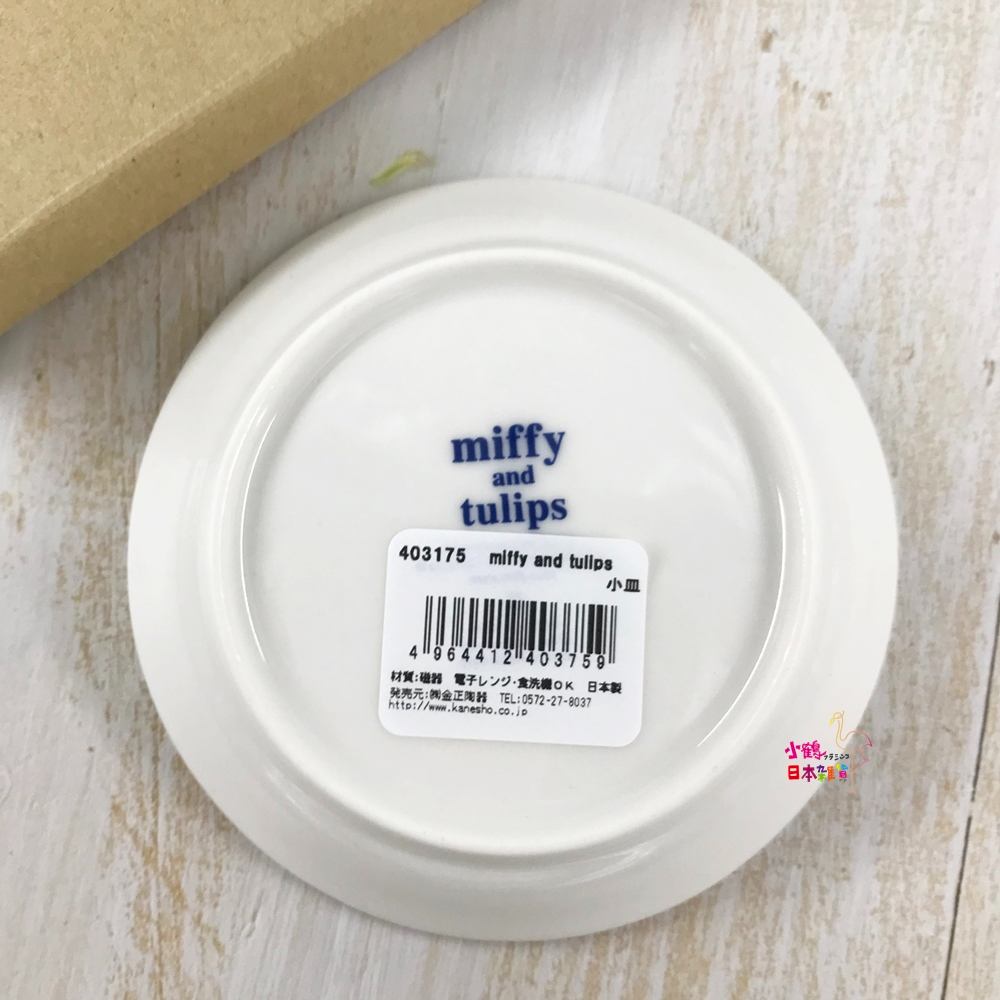 miffy
and
tulips
403175 miffy and tulips
小皿
4 964412 403759
材質:磁器 電子レンジ・食洗機OK 日本製
発売元:㈱金正陶器 TEL:0572-27-8037
http://www.kanesho.co.jp
小鶴
日本雑貨